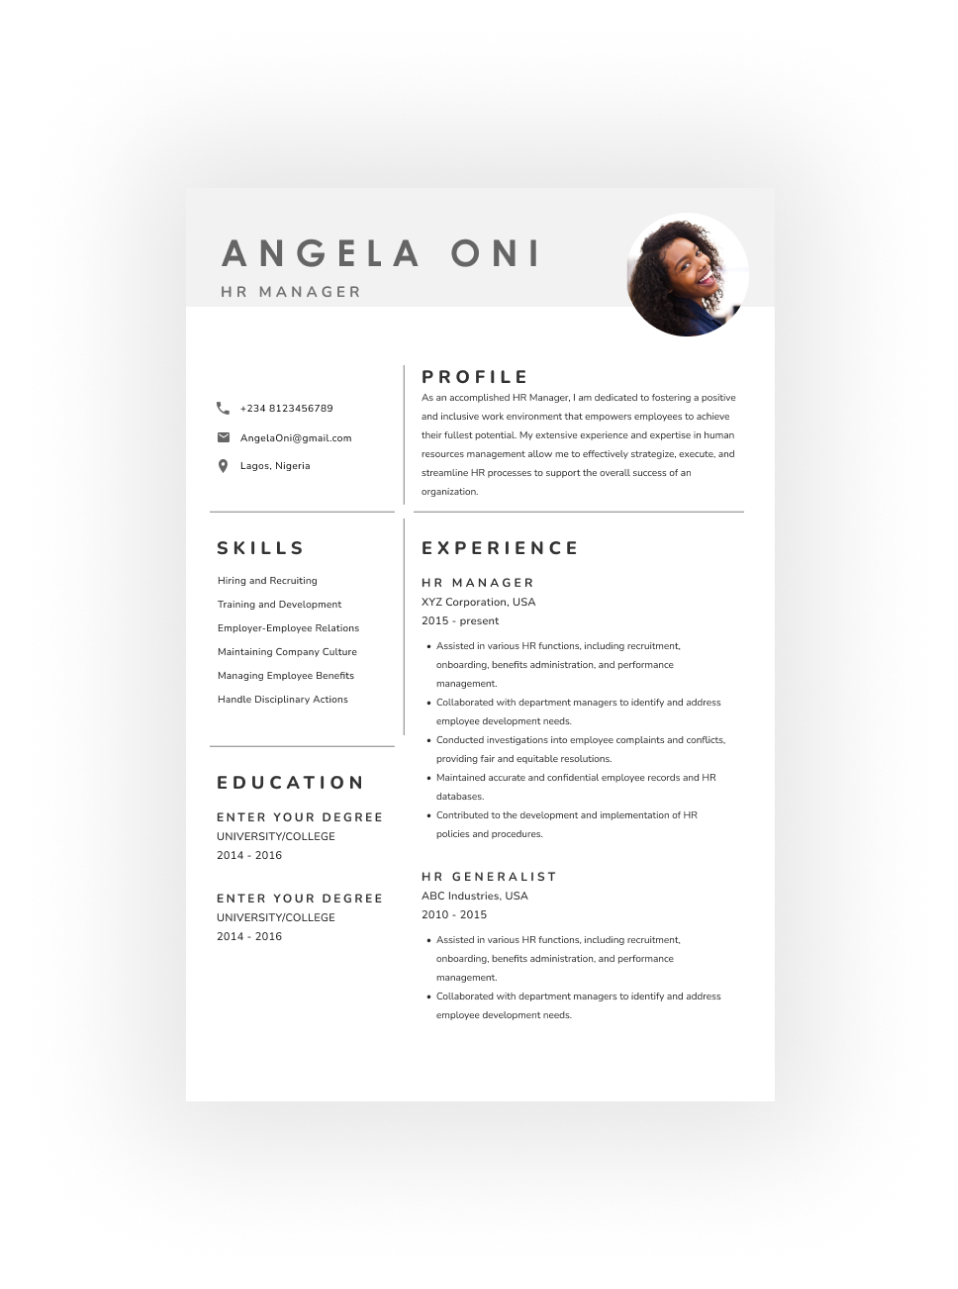 ANGELA ONI
HR MANAGER
+234 8123456789
AngelaOni@gmail.com
Lagos, Nigeria
PROFILE
As an accomplished HR Manager, I am dedicated to fostering a positive
and inclusive work environment that empowers employees to achieve
their fullest potential. My extensive experience and expertise in human
resources management allow me to effectively strategize, execute, and
streamline HR processes to support the overall success of an
organization.
SKILLS
Hiring and Recruiting
Training and Development
Employer-Employee Relations
Maintaining Company Culture
Managing Employee Benefits
Handle Disciplinary Actions
EDUCATION
ENTER YOUR DEGREE
UNIVERSITY/COLLEGE
2014 - 2016
ENTER YOUR DEGREE
UNIVERSITY/COLLEGE
2014 - 2016
EXPERIENCE
HR MANAGER
XYZ Corporation, USA
2015 - present
• Assisted in various HR functions, including recruitment,
onboarding, benefits administration, and performance
management.
• Collaborated with department managers to identify and address
employee development needs.
• Conducted investigations into employee complaints and conflicts,
providing fair and equitable resolutions.
• Maintained accurate and confidential employee records and HR
databases.
• Contributed to the development and implementation of HR
policies and procedures.
HR GENERALIST
ABC Industries, USA
2010 - 2015
• Assisted in various HR functions, including recruitment,
onboarding, benefits administration, and performance
management.
• Collaborated with department managers to identify and address
employee development needs.